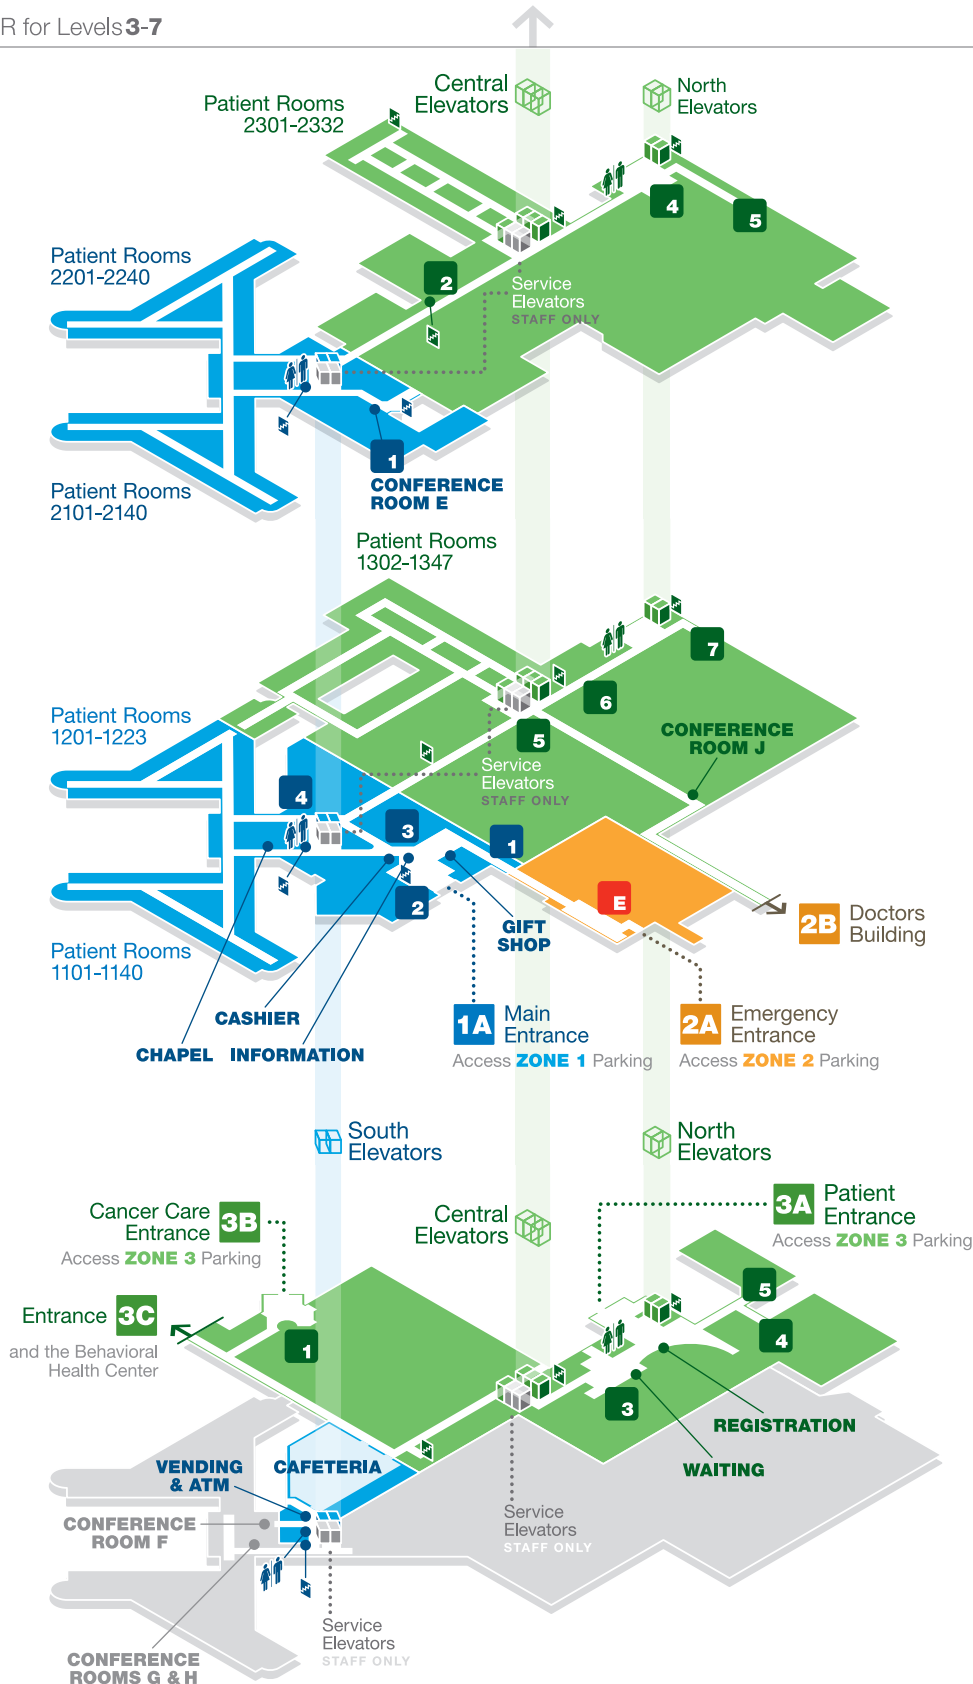 R for Levels 3-7
Central
Elevators
North
Elevators
Patient Rooms
2301-2332
4
5
Patient Rooms
2201-2240
2
Service
Elevators
STAFF ONLY
1
CONFERENCE
ROOM E
Patient Rooms
2101-2140
Patient Rooms
1302-1347
7
6
Patient Rooms
1201-1223
5
CONFERENCE
ROOM J
Service
Elevators
STAFF ONLY
4
3
1
2
E
GIFT
SHOP
2B
Doctors
Building
Patient Rooms
1101-1140
CASHIER
CHAPEL
INFORMATION
1A
Main
Entrance
Access ZONE 1 Parking
2A
Emergency
Entrance
Access ZONE 2 Parking
South
Elevators
North
Elevators
Cancer Care
Entrance
3B
Access ZONE 3 Parking
Central
Elevators
3A
Patient
Entrance
Access ZONE 3 Parking
Entrance 3C
and the Behavioral
Health Center
1
5
4
3
REGISTRATION
WAITING
VENDING
& ATM
CAFETERIA
CONFERENCE
ROOM F
Service
Elevators
STAFF ONLY
Service
Elevators
STAFF ONLY
CONFERENCE
ROOMS G & H